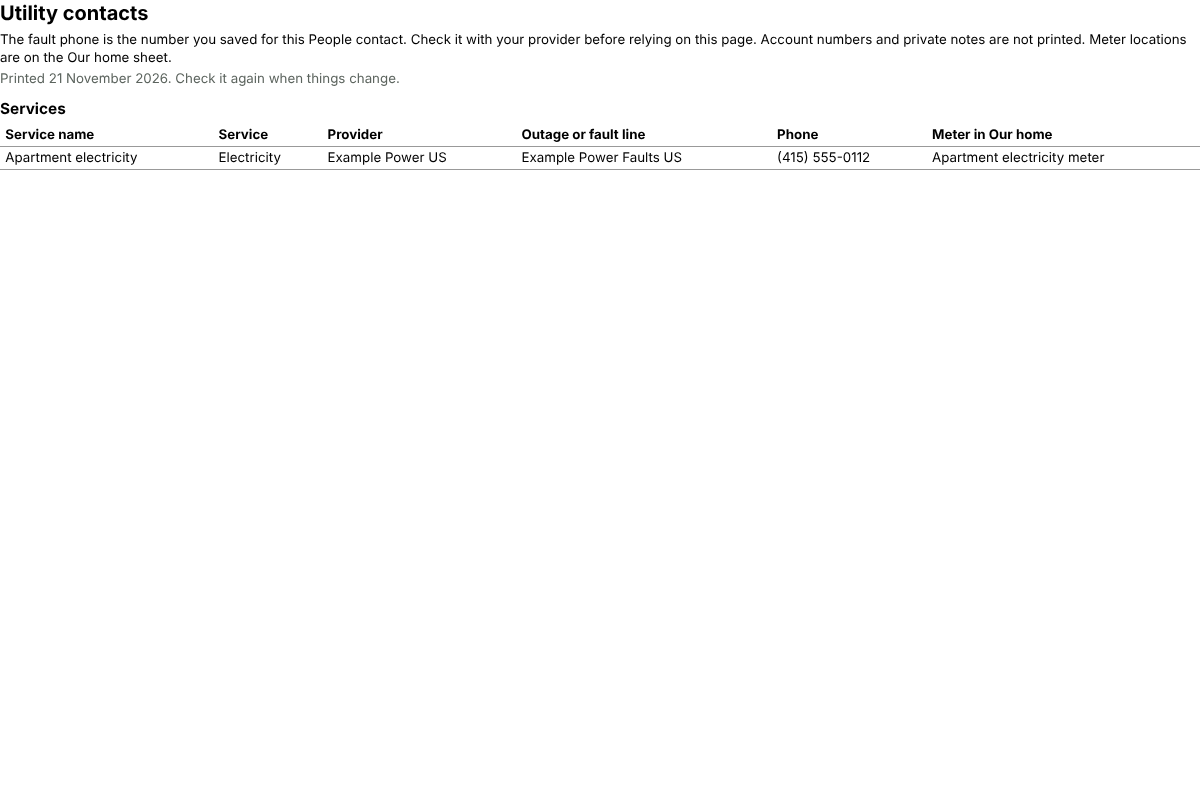 Utility contacts
The fault phone is the number you saved for this People contact. Check it with your provider before relying on this page. Account numbers and private notes are not printed. Meter locations
are on the Our home sheet.
Printed 21 November 2026. Check it again when things change.
Services
Service name Service Provider Outage or fault line Phone Meter in Our home
Apartment electricity Electricity Example Power US Example Power Faults US (415) 555-0112 Apartment electricity meter